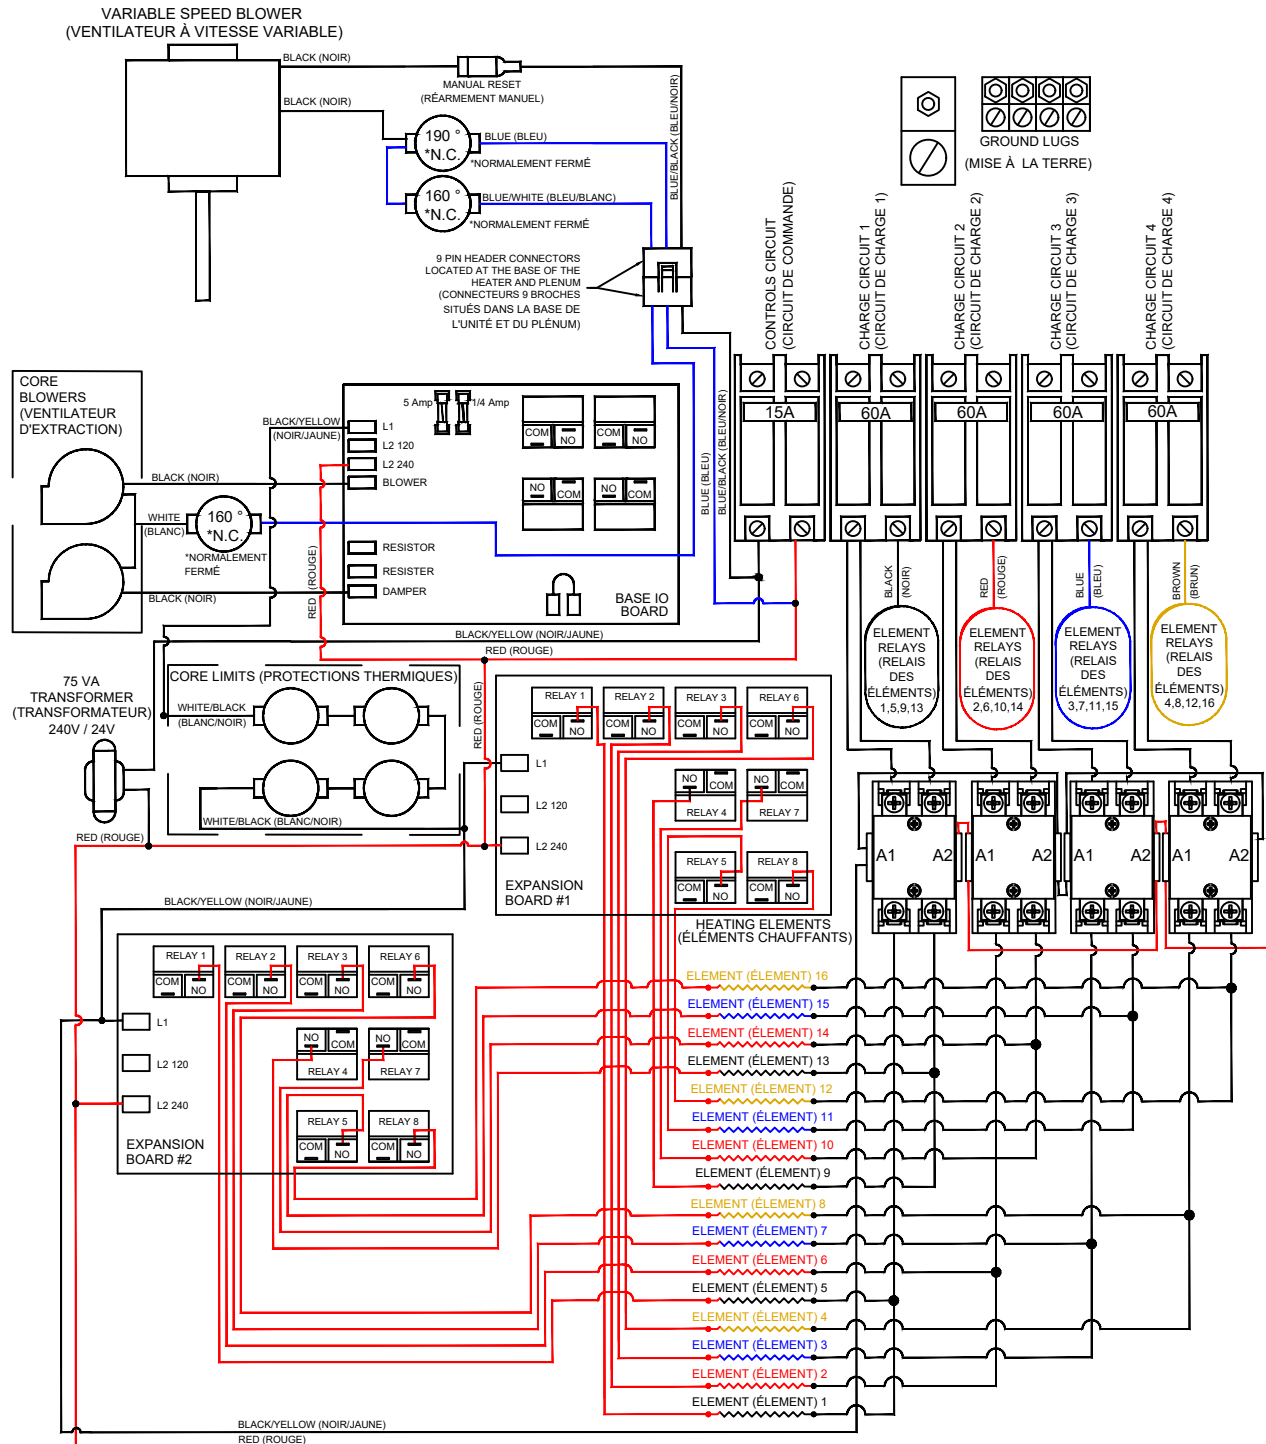 VARIABLE SPEED BLOWER
(VENTILATEUR À VITESSE VARIABLE)
BLACK (NOIR)
MANUAL RESET
(RÉARMEMENT MANUEL)
BLACK (NOIR)
190 °
*N.C.
BLUE (BLEU)
*NORMALEMENT FERMÉ
160 °
*N.C.
BLUE/WHITE (BLEU/BLANC)
*NORMALEMENT FERMÉ
BLUE/BLACK (BLEU/NOIR)
9 PIN HEADER CONNECTORS
LOCATED AT THE BASE OF THE
HEATER AND PLENUM
(CONNECTEURS 9 BROCHES
SITUÉS DANS LA BASE DE
L'UNITÉ ET DU PLÉNUM)
GROUND LUGS
(MISE À LA TERRE)
CONTROLS CIRCUIT
(CIRCUIT DE COMMANDE)
CHARGE CIRCUIT 1
(CIRCUIT DE CHARGE 1)
CHARGE CIRCUIT 2
(CIRCUIT DE CHARGE 2)
CHARGE CIRCUIT 3
(CIRCUIT DE CHARGE 3)
CHARGE CIRCUIT 4
(CIRCUIT DE CHARGE 4)
15A
60A
60A
60A
60A
BLUE (BLEU)
BLUE/BLACK (BLEU/NOIR)
CORE
BLOWERS
(VENTILATEUR
D'EXTRACTION)
BLACK (NOIR)
WHITE
(BLANC)
160 °
*N.C.
*NORMALEMENT
FERMÉ
BLACK (NOIR)
BLACK/YELLOW
(NOIR/JAUNE)
RED (ROUGE)
5 Amp
1/4 Amp
L1
L2 120
L2 240
BLOWER
RESISTOR
RESISTER
DAMPER
COM
NO
COM
NO
NO
COM
NO
COM
BASE IO
BOARD
BLACK/YELLOW (NOIR/JAUNE)
RED (ROUGE)
BLACK
(NOIR)
RED
(ROUGE)
BLUE
(BLEU)
BROWN
(BRUN)
ELEMENT
RELAYS
(RELAIS
DES
ÉLÉMENTS)
1,5,9,13
ELEMENT
RELAYS
(RELAIS
DES
ÉLÉMENTS)
2,6,10,14
ELEMENT
RELAYS
(RELAIS
DES
ÉLÉMENTS)
3,7,11,15
ELEMENT
RELAYS
(RELAIS
DES
ÉLÉMENTS)
4,8,12,16
75 VA
TRANSFORMER
(TRANSFORMATEUR)
240V / 24V
CORE LIMITS (PROTECTIONS THERMIQUES)
WHITE/BLACK
(BLANC/NOIR)
WHITE/BLACK (BLANC/NOIR)
RED (ROUGE)
RED (ROUGE)
RELAY 1
COM
NO
RELAY 2
COM
NO
RELAY 3
COM
NO
RELAY 6
COM
NO
L1
L2 120
L2 240
NO
COM
RELAY 4
NO
COM
RELAY 7
RELAY 5
COM
NO
RELAY 8
COM
NO
EXPANSION
BOARD #1
A1 A2
A1 A2
A1 A2
A1 A2
BLACK/YELLOW (NOIR/JAUNE)
HEATING ELEMENTS
(ÉLÉMENTS CHAUFFANTS)
RELAY 1
COM
NO
RELAY 2
COM
NO
RELAY 3
COM
NO
RELAY 6
COM
NO
L1
L2 120
L2 240
NO
COM
RELAY 4
NO
COM
RELAY 7
RELAY 5
COM
NO
RELAY 8
COM
NO
EXPANSION
BOARD #2
ELEMENT (ÉLEMENT) 16
ELEMENT (ÉLEMENT) 15
ELEMENT (ÉLEMENT) 14
ELEMENT (ÉLEMENT) 13
ELEMENT (ÉLEMENT) 12
ELEMENT (ÉLEMENT) 11
ELEMENT (ÉLEMENT) 10
ELEMENT (ÉLEMENT) 9
ELEMENT (ÉLEMENT) 8
ELEMENT (ÉLEMENT) 7
ELEMENT (ÉLEMENT) 6
ELEMENT (ÉLEMENT) 5
ELEMENT (ÉLEMENT) 4
ELEMENT (ÉLEMENT) 3
ELEMENT (ÉLEMENT) 2
ELEMENT (ÉLEMENT) 1
BLACK/YELLOW (NOIR/JAUNE)
RED (ROUGE)